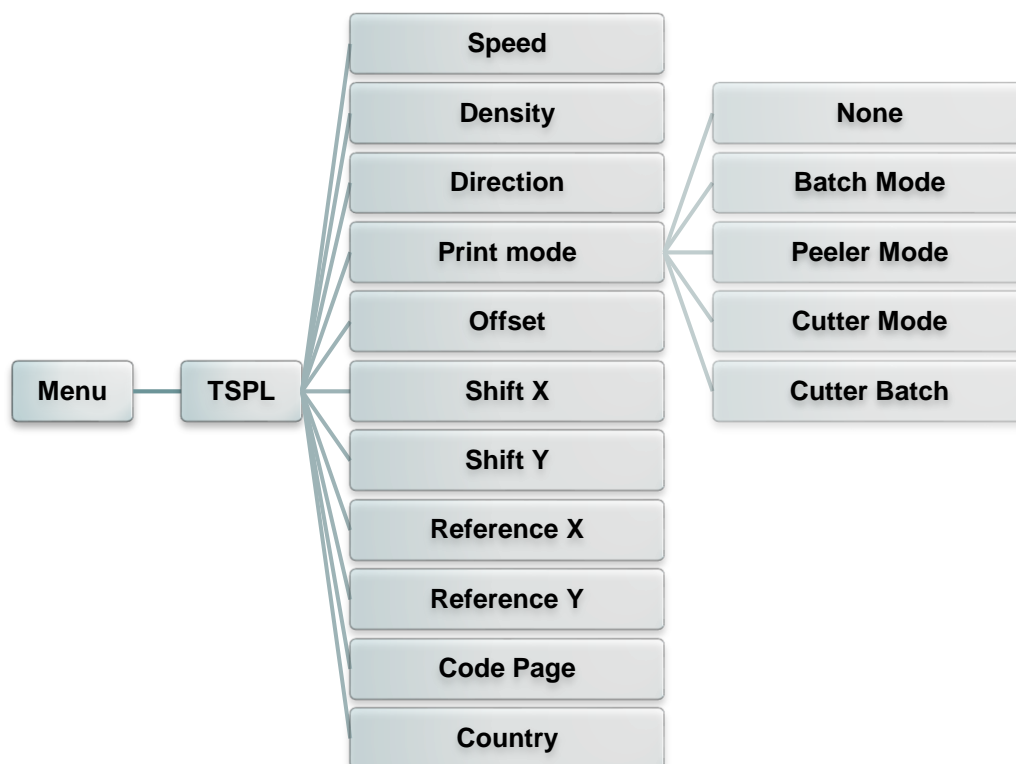 Menu
TSPL
Speed
Density
Direction
Print mode
Offset
Shift X
Shift Y
Reference X
Reference Y
Code Page
Country
None
Batch Mode
Peeler Mode
Cutter Mode
Cutter Batch